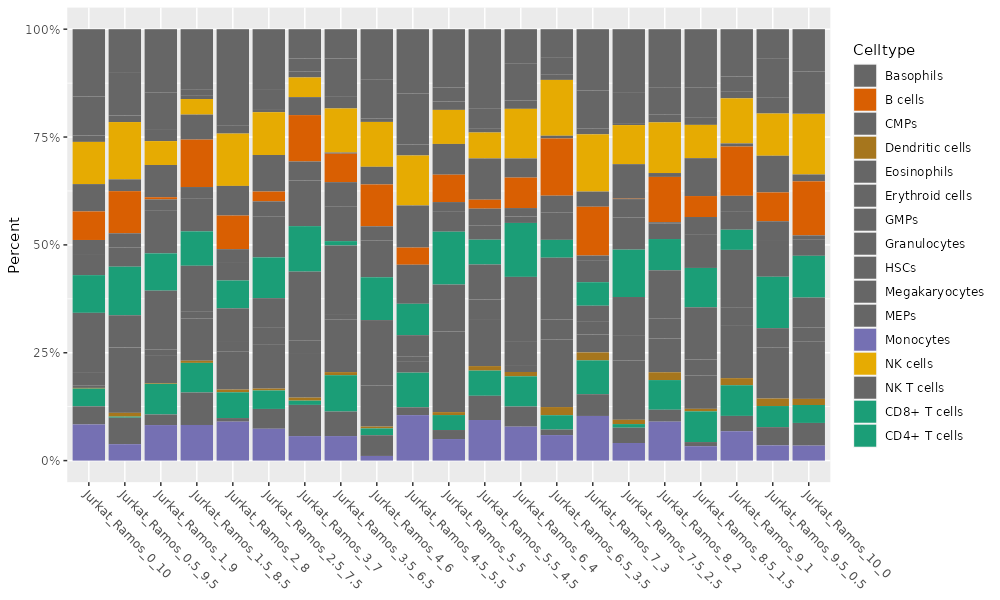 100%
75%
50%
25%
0%
Percent
Jurkat_Ramos_0_10
Jurkat_Ramos_0.5_9.5
Jurkat_Ramos_1_9
Jurkat_Ramos_1.5_8.5
Jurkat_Ramos_2_8
Jurkat_Ramos_2.5_7.5
Jurkat_Ramos_3_7
Jurkat_Ramos_3.5_6.5
Jurkat_Ramos_4_6
Jurkat_Ramos_4.5_5.5
Jurkat_Ramos_5_5
Jurkat_Ramos_5.5_4.5
Jurkat_Ramos_6_4
Jurkat_Ramos_6.5_3.5
Jurkat_Ramos_7_3
Jurkat_Ramos_7.5_2.5
Jurkat_Ramos_8_2
Jurkat_Ramos_8.5_1.5
Jurkat_Ramos_9_1
Jurkat_Ramos_9.5_0.5
Jurkat_Ramos_10_0
Celltype
Basophils
B cells
CMPs
Dendritic cells
Eosinophils
Erythroid cells
GMPs
Granulocytes
HSCs
Megakaryocytes
MEPs
Monocytes
NK cells
NK T cells
CD8+ T cells
CD4+ T cells